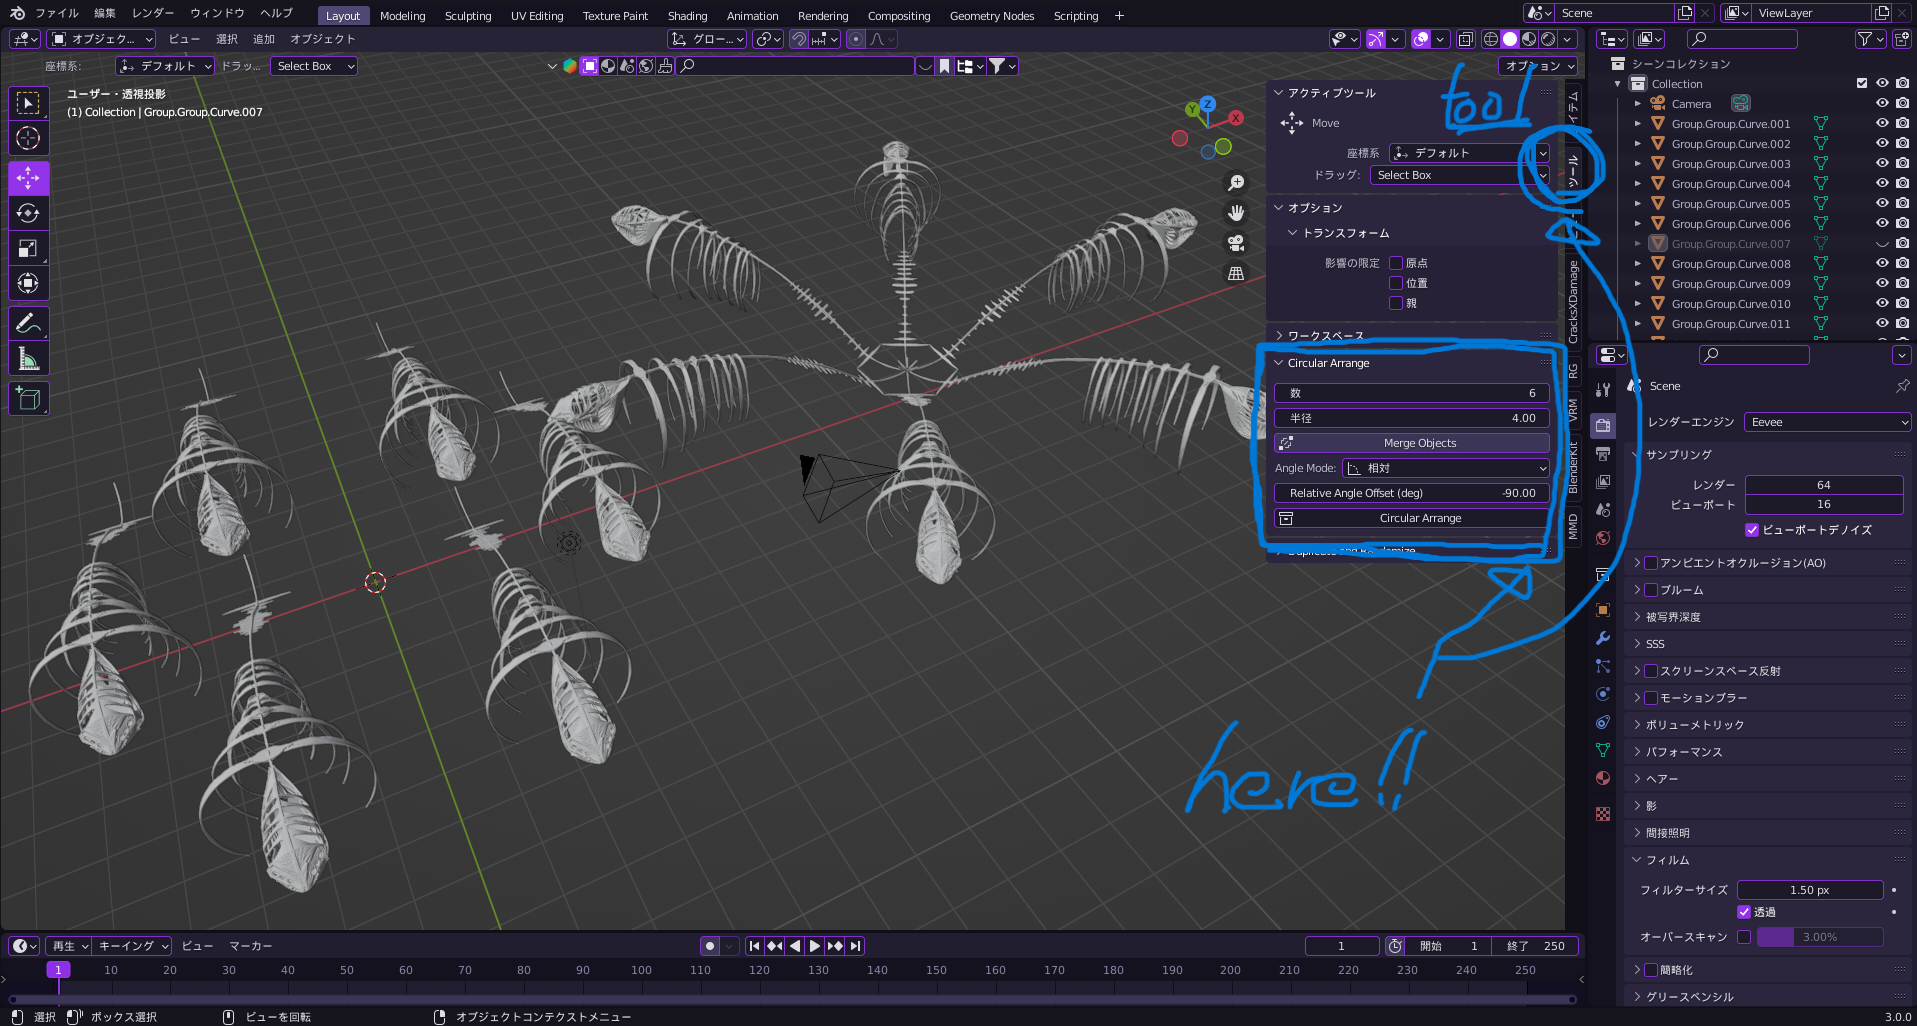 ファイル 編集 レンダー ウィンドウ ヘルプ Layout Modeling Sculpting UV Editing Texture Paint Shading Animation Rendering Compositing Geometry Nodes Scripting + Scene ViewLayer
オブジェク... ビュー 選択 追加 オブジェクト グロー...
座標系: デフォルト ドラッ... Select Box オプション
ユーザー・透視投影
(1) Collection | Group.Group.Curve.007
Z
Y
X
アクティブツール
Move
座標系 デフォルト
ドラッグ: Select Box
オプション
トランスフォーム
影響の限定 原点
位置
親
ワークスペース
Circular Arrange
数 6
半径 4.00
Merge Objects
Angle Mode: 相対
Relative Angle Offset (deg) -90.00
Circular Arrange
Duplicate and Randomize
tool
here!!
ツール
CracksXDamage
RG
VRM
BlenderKit
MMD
シーンコレクション
Collection
Camera
Group.Group.Curve.001
Group.Group.Curve.002
Group.Group.Curve.003
Group.Group.Curve.004
Group.Group.Curve.005
Group.Group.Curve.006
Group.Group.Curve.007
Group.Group.Curve.008
Group.Group.Curve.009
Group.Group.Curve.010
Group.Group.Curve.011
Scene
レンダーエンジン Eevee
サンプリング
レンダー 64
ビューポート 16
ビューポートデノイズ
アンビエントオクルージョン(AO)
ブルーム
被写界深度
SSS
スクリーンスペース反射
モーションブラー
ボリューメトリック
パフォーマンス
ヘアー
影
間接照明
フィルム
フィルターサイズ 1.50 px
透過
オーバースキャン 3.00%
簡略化
グリースペンシル
再生 キーイング ビュー マーカー 1 開始 1 終了 250
1 10 20 30 40 50 60 70 80 90 100 110 120 130 140 150 160 170 180 190 200 210 220 230 240 250
選択 ボックス選択 ビューを回転 オブジェクトコンテクストメニュー 3.0.0